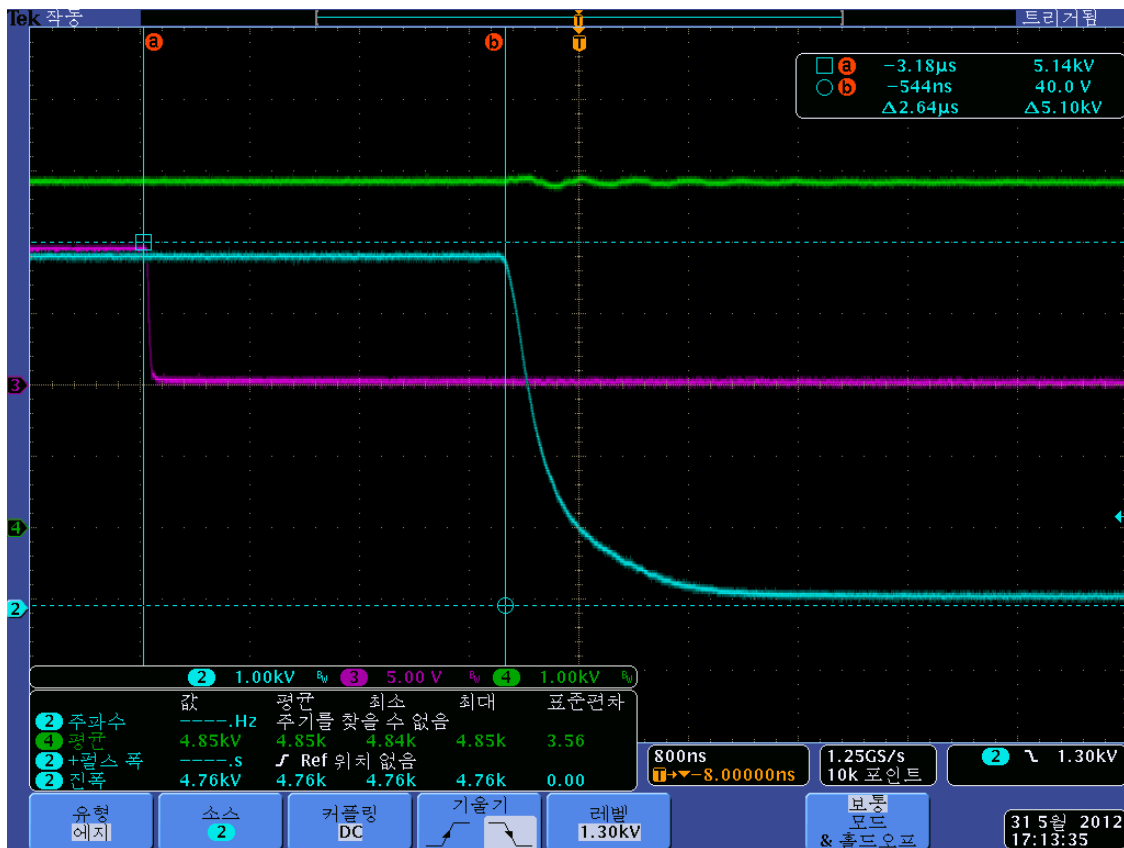 Tek 작동 트리거됨
a b T
a −3.18μs 5.14kV
b −544ns 40.0 V
Δ2.64μs Δ5.10kV
3
4
2
2 1.00kV BW 3 5.00 V BW 4 1.00kV BW
값 평균 최소 최대 표준편차
2 주파수 −−−−.Hz 주기를 찾을 수 없음
4 평균 4.85kV 4.85k 4.84k 4.85k 3.56
2 +펄스 폭 −−−−.s Ref 위치 없음
2 진폭 4.76kV 4.76k 4.76k 4.76k 0.00
800ns
T→▼−8.00000ns
1.25GS/s
10k 포인트
2 1.30kV
유형
에지
소스
2
커플링
DC
기울기
레벨
1.30kV
보통
모드
& 홀드오프
31 5월 2012
17:13:35